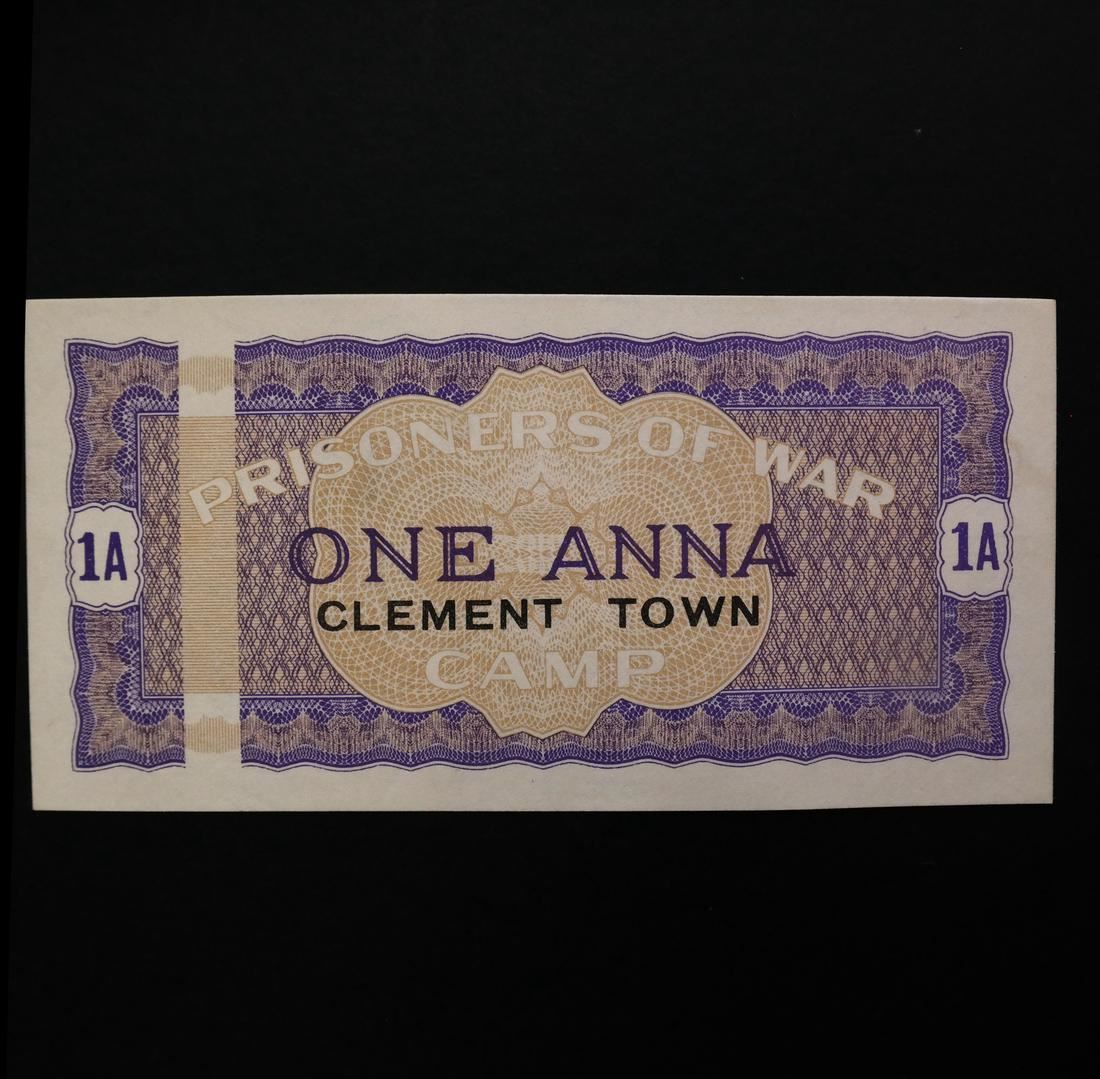 PRISONERS OF WAR
1A ONE ANNA 1A
CLEMENT TOWN
CAMP